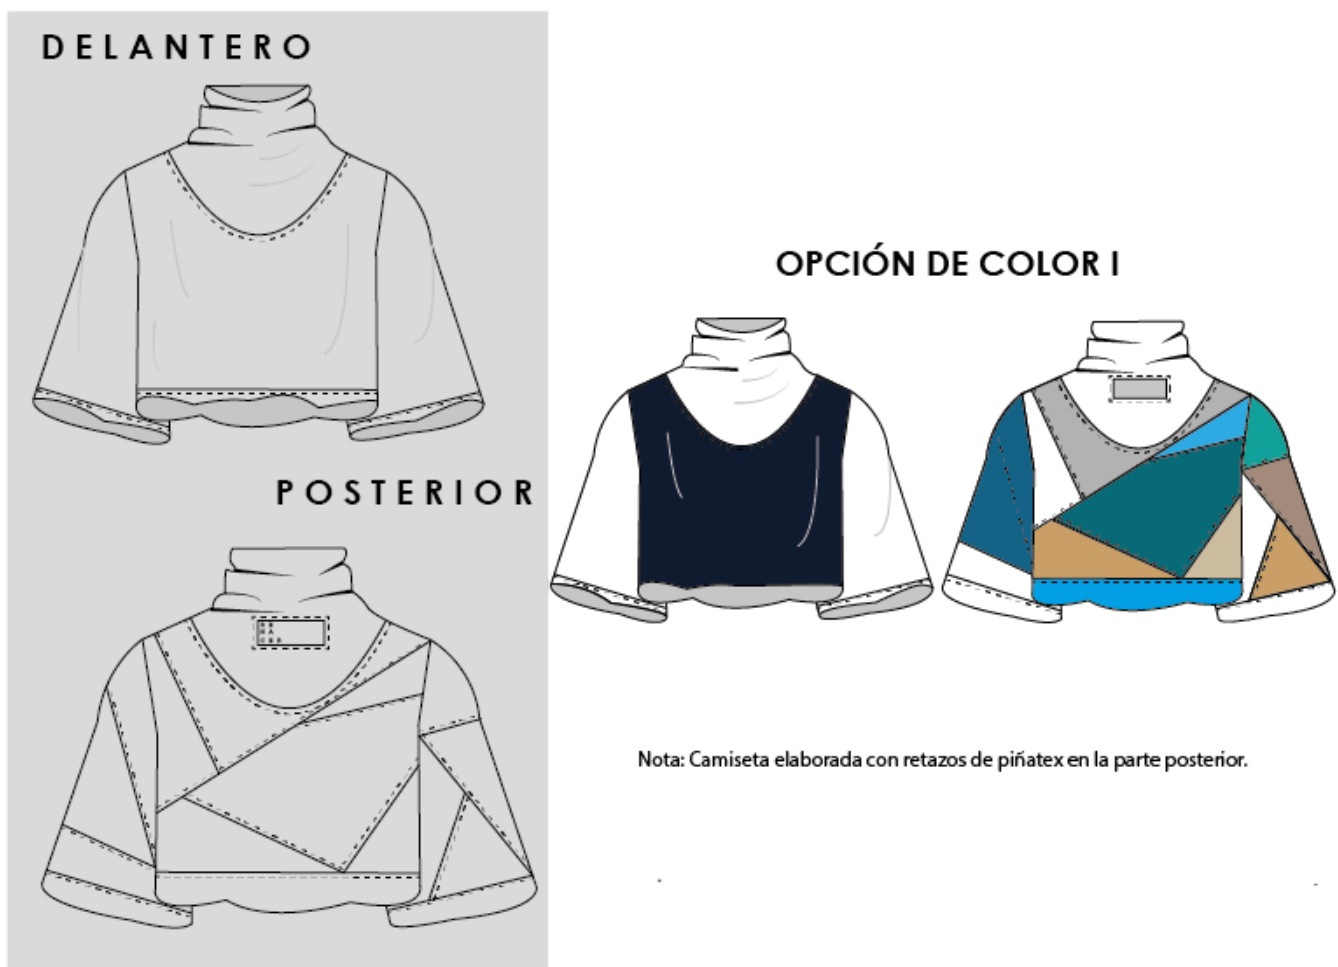 DELANTERO
OPCIÓN DE COLOR I
POSTERIOR
Nota: Camiseta elaborada con retazos de piñatex en la parte posterior.